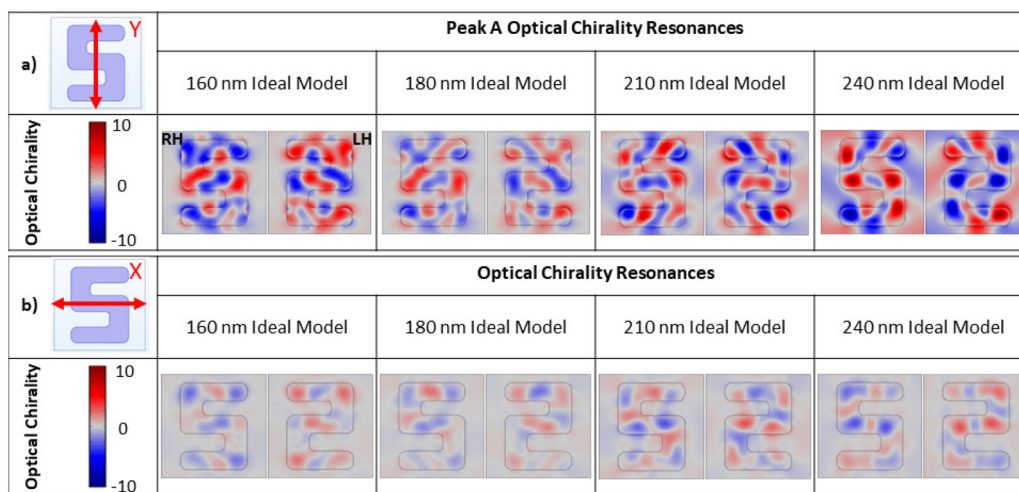 a)
Y
Peak A Optical Chirality Resonances
160 nm Ideal Model
180 nm Ideal Model
210 nm Ideal Model
240 nm Ideal Model
Optical Chirality
10
0
-10
RH
LH
b)
X
Optical Chirality Resonances
160 nm Ideal Model
180 nm Ideal Model
210 nm Ideal Model
240 nm Ideal Model
Optical Chirality
10
0
-10